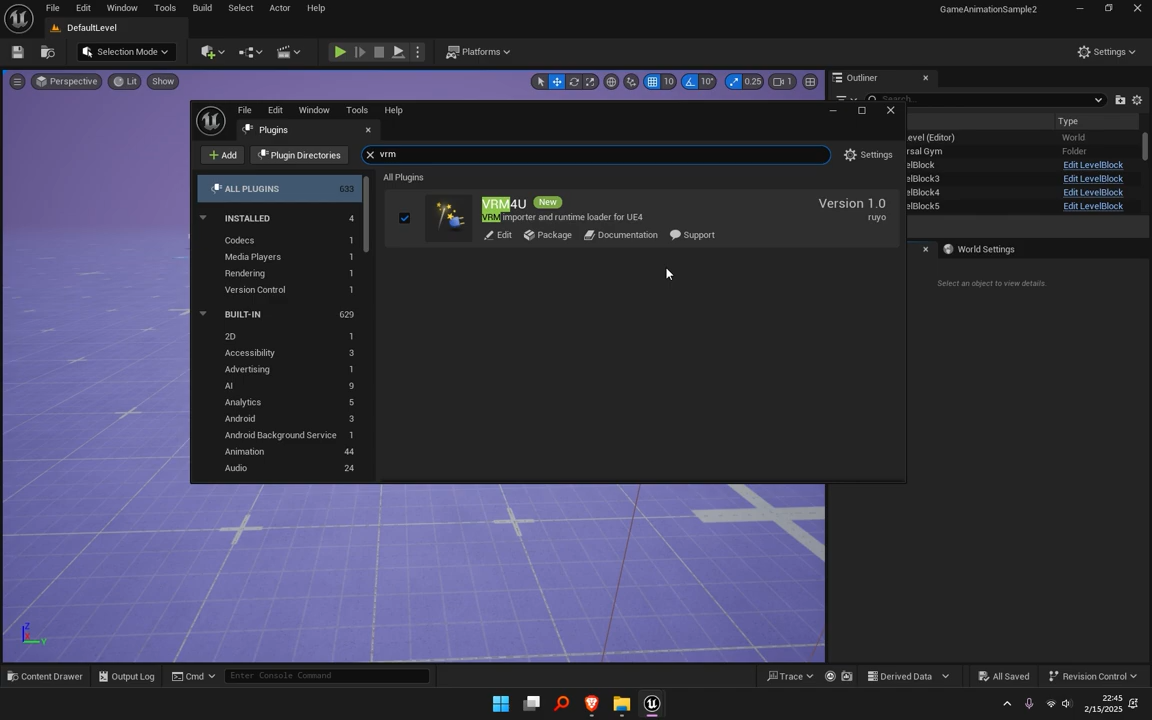 File Edit Window Tools Build Select Actor Help
GameAnimationSample2
DefaultLevel
Selection Mode
Platforms
Settings
Perspective Lit Show
10 10° 0.25 1
Outliner
Search...
Type
evel (Editor) World
rsal Gym Folder
elBlock Edit LevelBlock
elBlock3 Edit LevelBlock
elBlock4 Edit LevelBlock
elBlock5 Edit LevelBlock
World Settings
Select an object to view details.
File Edit Window Tools Help
Plugins
Add Plugin Directories vrm Settings
ALL PLUGINS 633
INSTALLED 4
Codecs 1
Media Players 1
Rendering 1
Version Control 1
BUILT-IN 629
2D 1
Accessibility 3
Advertising 1
AI 9
Analytics 5
Android 3
Android Background Service 1
Animation 44
Audio 24
All Plugins
VRM4U New Version 1.0
VRM importer and runtime loader for UE4 ruyo
Edit Package Documentation Support
Z
Y
Content Drawer Output Log Cmd Enter Console Command Trace Derived Data All Saved Revision Control
22:45
2/15/2025